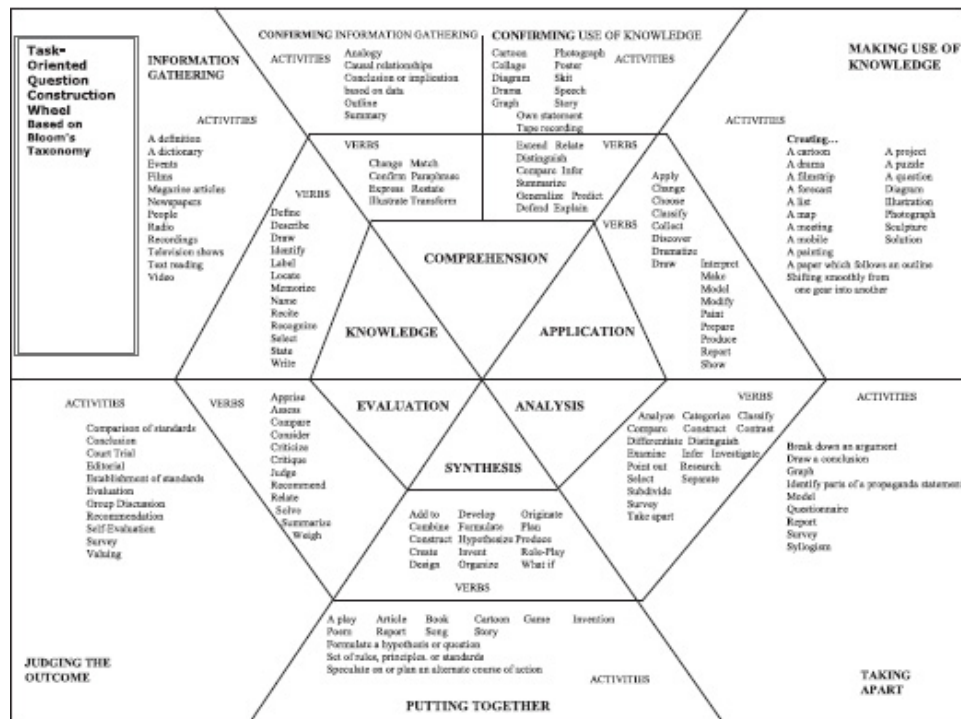 Task-
Oriented
Question
Construction
Wheel
Based on
Bloom's
Taxonomy
INFORMATION
GATHERING
ACTIVITIES
A definition
A dictionary
Events
Films
Magazine articles
Newspapers
People
Radio
Recordings
Television shows
Text reading
Video
VERBS
Define
Describe
Draw
Identify
Label
Locate
Memorize
Name
Recite
Recognize
Select
State
Write
KNOWLEDGE
CONFIRMING INFORMATION GATHERING
ACTIVITIES
Analogy
Causal relationships
Conclusion or implication
based on data
Outline
Summary
VERBS
Change Match
Confirm Paraphrase
Express Restate
Illustrate Transform
CONFIRMING USE OF KNOWLEDGE
ACTIVITIES
Cartoon Photograph
Collage Poster
Diagram Skit
Drama Speech
Graph Story
Own statement
Tape recording
VERBS
Extend Relate
Distinguish
Compare Infer
Summarize
Generalize Predict
Defend Explain
COMPREHENSION
MAKING USE OF
KNOWLEDGE
ACTIVITIES
Creating...
A cartoon A project
A drama A puzzle
A filmstrip A question
A forecast Diagram
A list Illustration
A map Photograph
A meeting Sculpture
A mobile Solution
A painting
A paper which follows an outline
Shifting smoothly from
one gear into another
VERBS
Apply
Change
Choose
Classify
Collect
Discover
Dramatize
Draw Interpret
Make
Model
Modify
Paint
Prepare
Produce
Report
Show
APPLICATION
EVALUATION
ANALYSIS
SYNTHESIS
ACTIVITIES
Comparison of standards
Conclusion
Court Trial
Editorial
Establishment of standards
Evaluation
Group Discussion
Recommendation
Self-Evaluation
Survey
Valuing
VERBS
Apprise
Assess
Compare
Consider
Criticize
Critique
Judge
Recommend
Relate
Solve
Summarize
Weigh
JUDGING THE
OUTCOME
Add to Develop Originate
Combine Formulate Plan
Construct Hypothesize Produce
Create Invent Role-Play
Design Organize What if
VERBS
A play Article Book Cartoon Game Invention
Poem Report Song Story
Formulate a hypothesis or question
Set of rules, principles. or standards
Speculate on or plan an alternate course of action
ACTIVITIES
PUTTING TOGETHER
VERBS
Analyze Categorize Classify
Compare Construct Contrast
Differentiate Distinguish
Examine Infer Investigate
Point out Research
Select Separate
Subdivide
Survey
Take apart
ACTIVITIES
Break down an argument
Draw a conclusion
Graph
Identify parts of a propaganda statement
Model
Questionnaire
Report
Survey
Syllogism
TAKING
APART